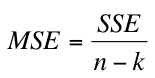 MSE = SSE / n − k